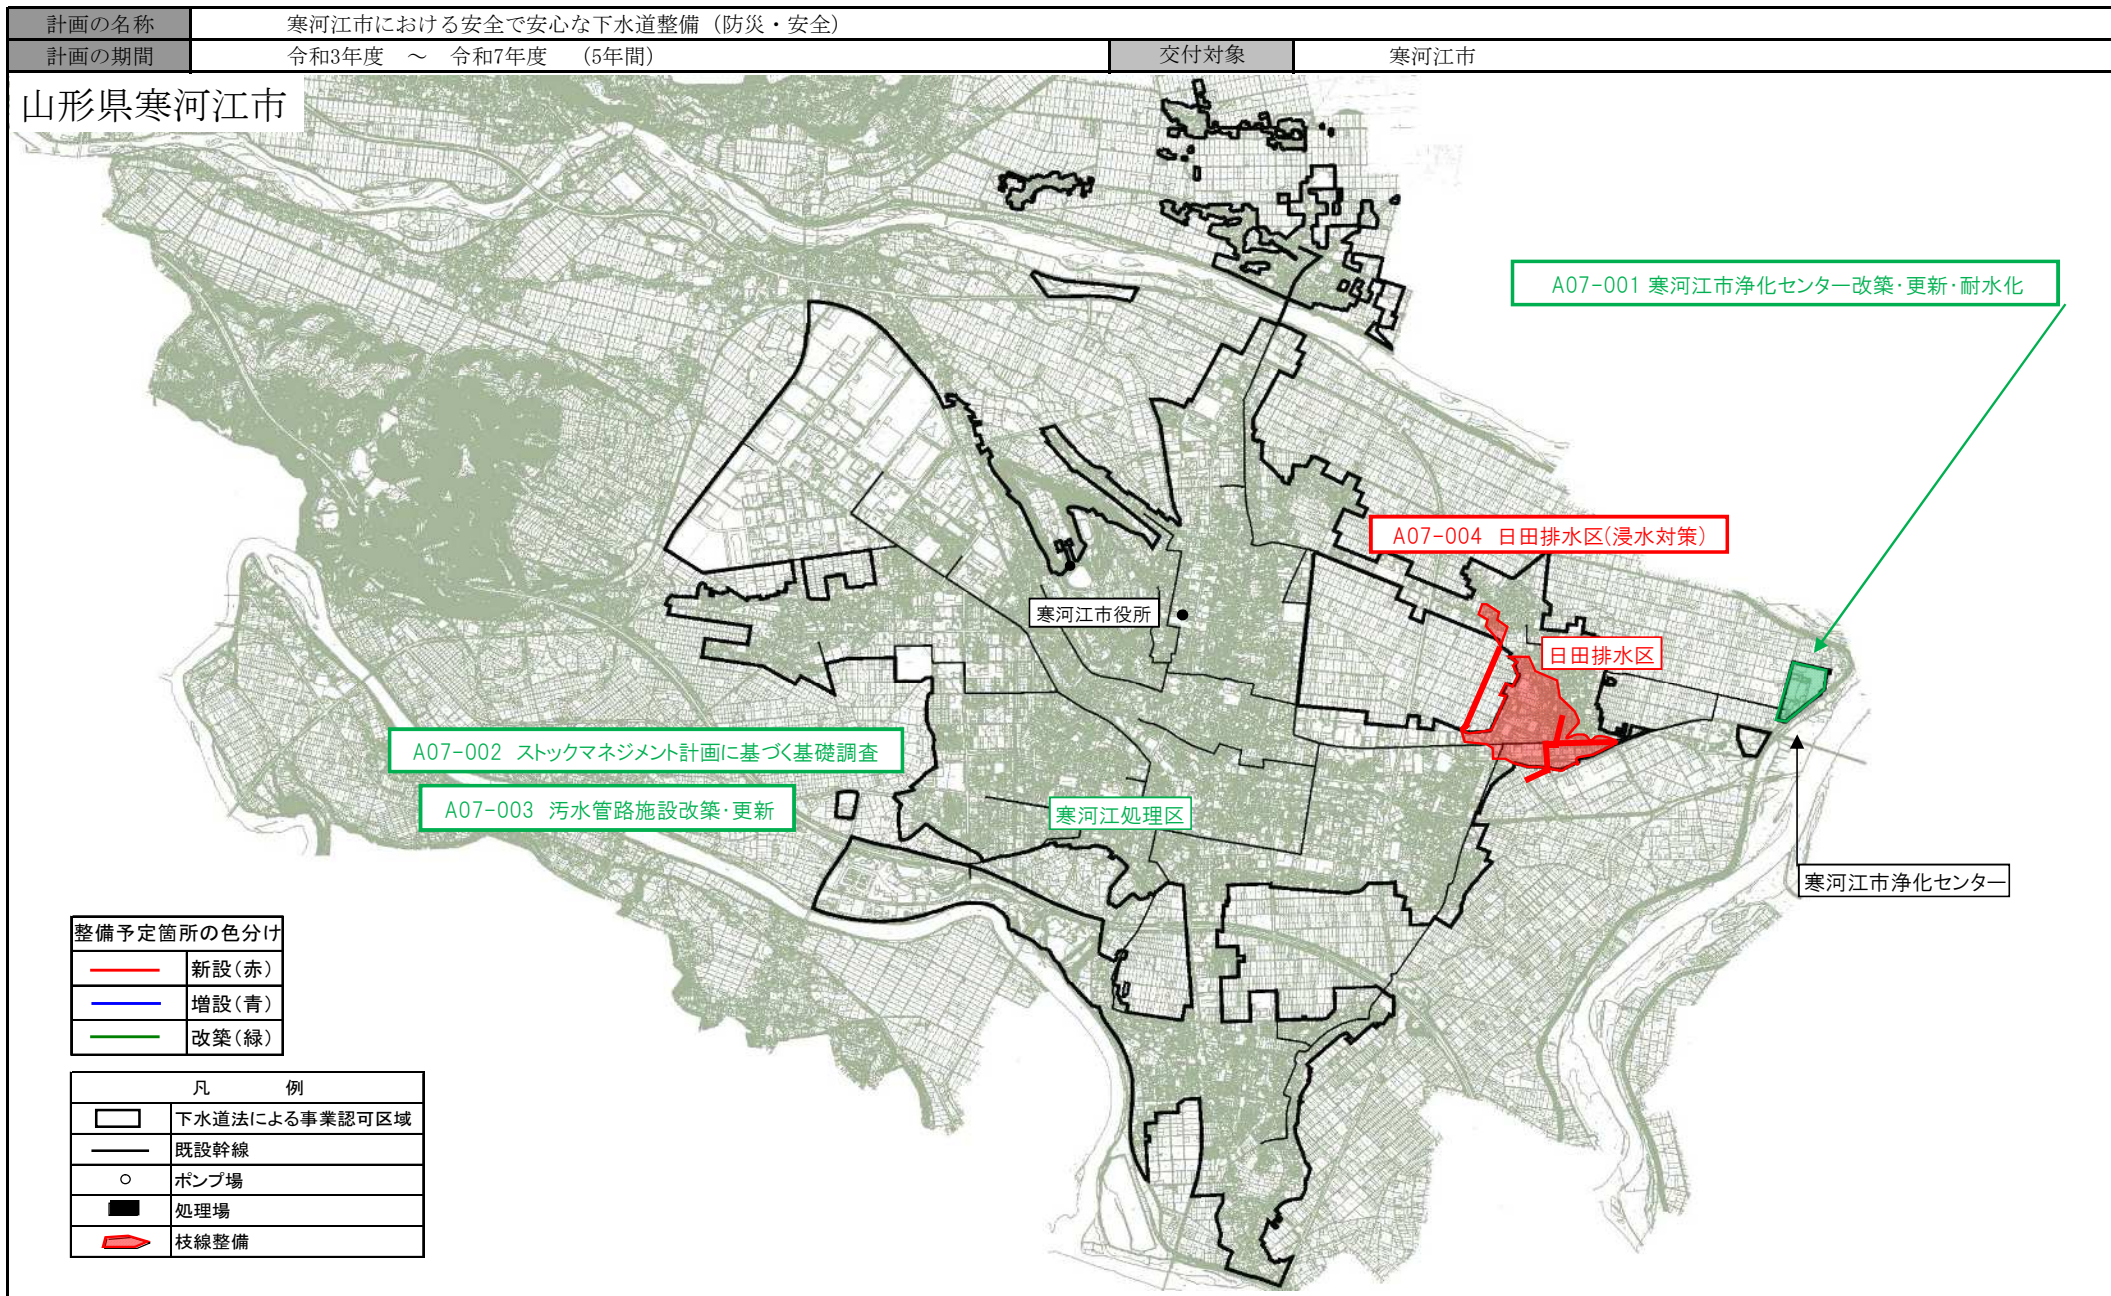 計画の名称 寒河江市における安全で安心な下水道整備（防災・安全）
計画の期間 令和3年度 ～ 令和7年度 （5年間） 交付対象 寒河江市
山形県寒河江市
A07-001 寒河江市浄化センター改築・更新・耐水化
A07-004 日田排水区(浸水対策)
寒河江市役所
日田排水区
A07-002 ストックマネジメント計画に基づく基礎調査
A07-003 汚水管路施設改築・更新
寒河江処理区
寒河江市浄化センター
整備予定箇所の色分け
新設(赤)
増設(青)
改築(緑)
凡 例
下水道法による事業認可区域
既設幹線
ポンプ場
処理場
枝線整備